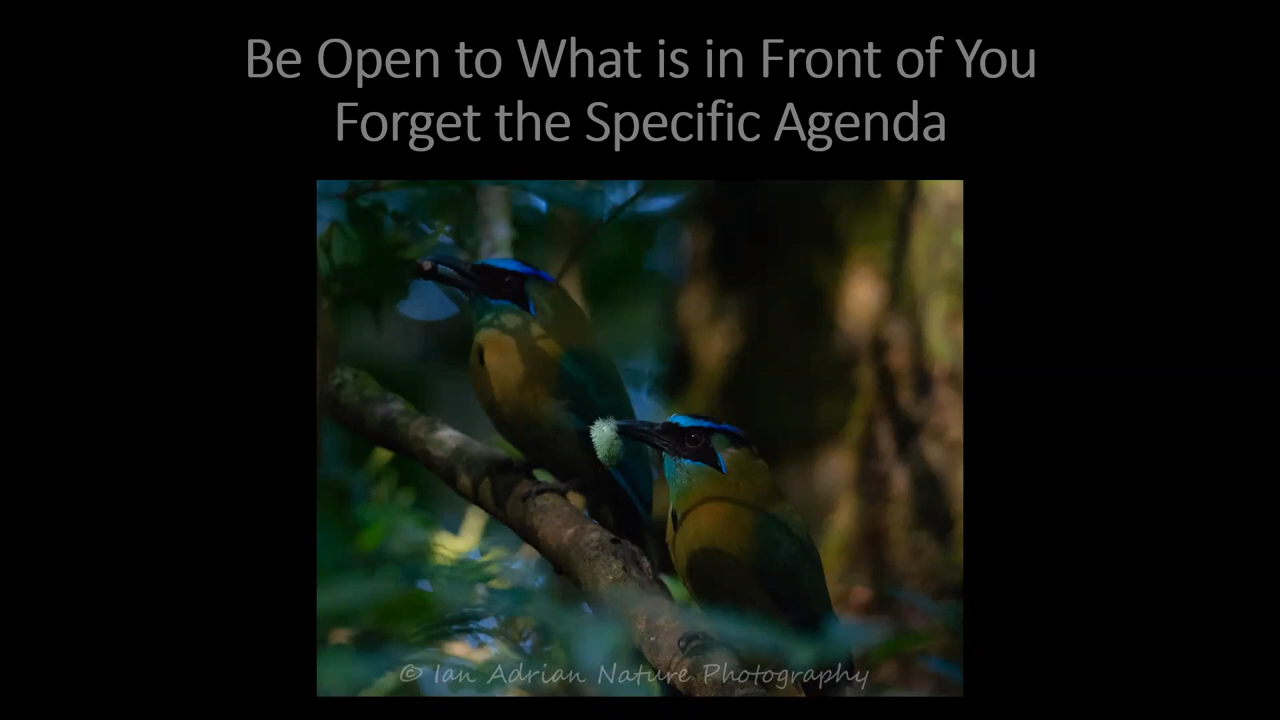 Be Open to What is in Front of You
Forget the Specific Agenda
© Ian Adrian Nature Photography